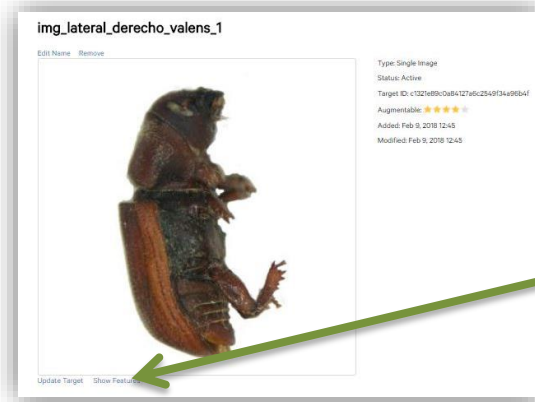 img_lateral_derecho_valens_1
Edit Name Remove
Type: Single Image
Status: Active
Target ID: c1321e89c0a84127a6c2549f34a96b4f
Augmentable:
Added: Feb 9, 2018 12:45
Modified: Feb 9, 2018 12:45
Update Target Show Features